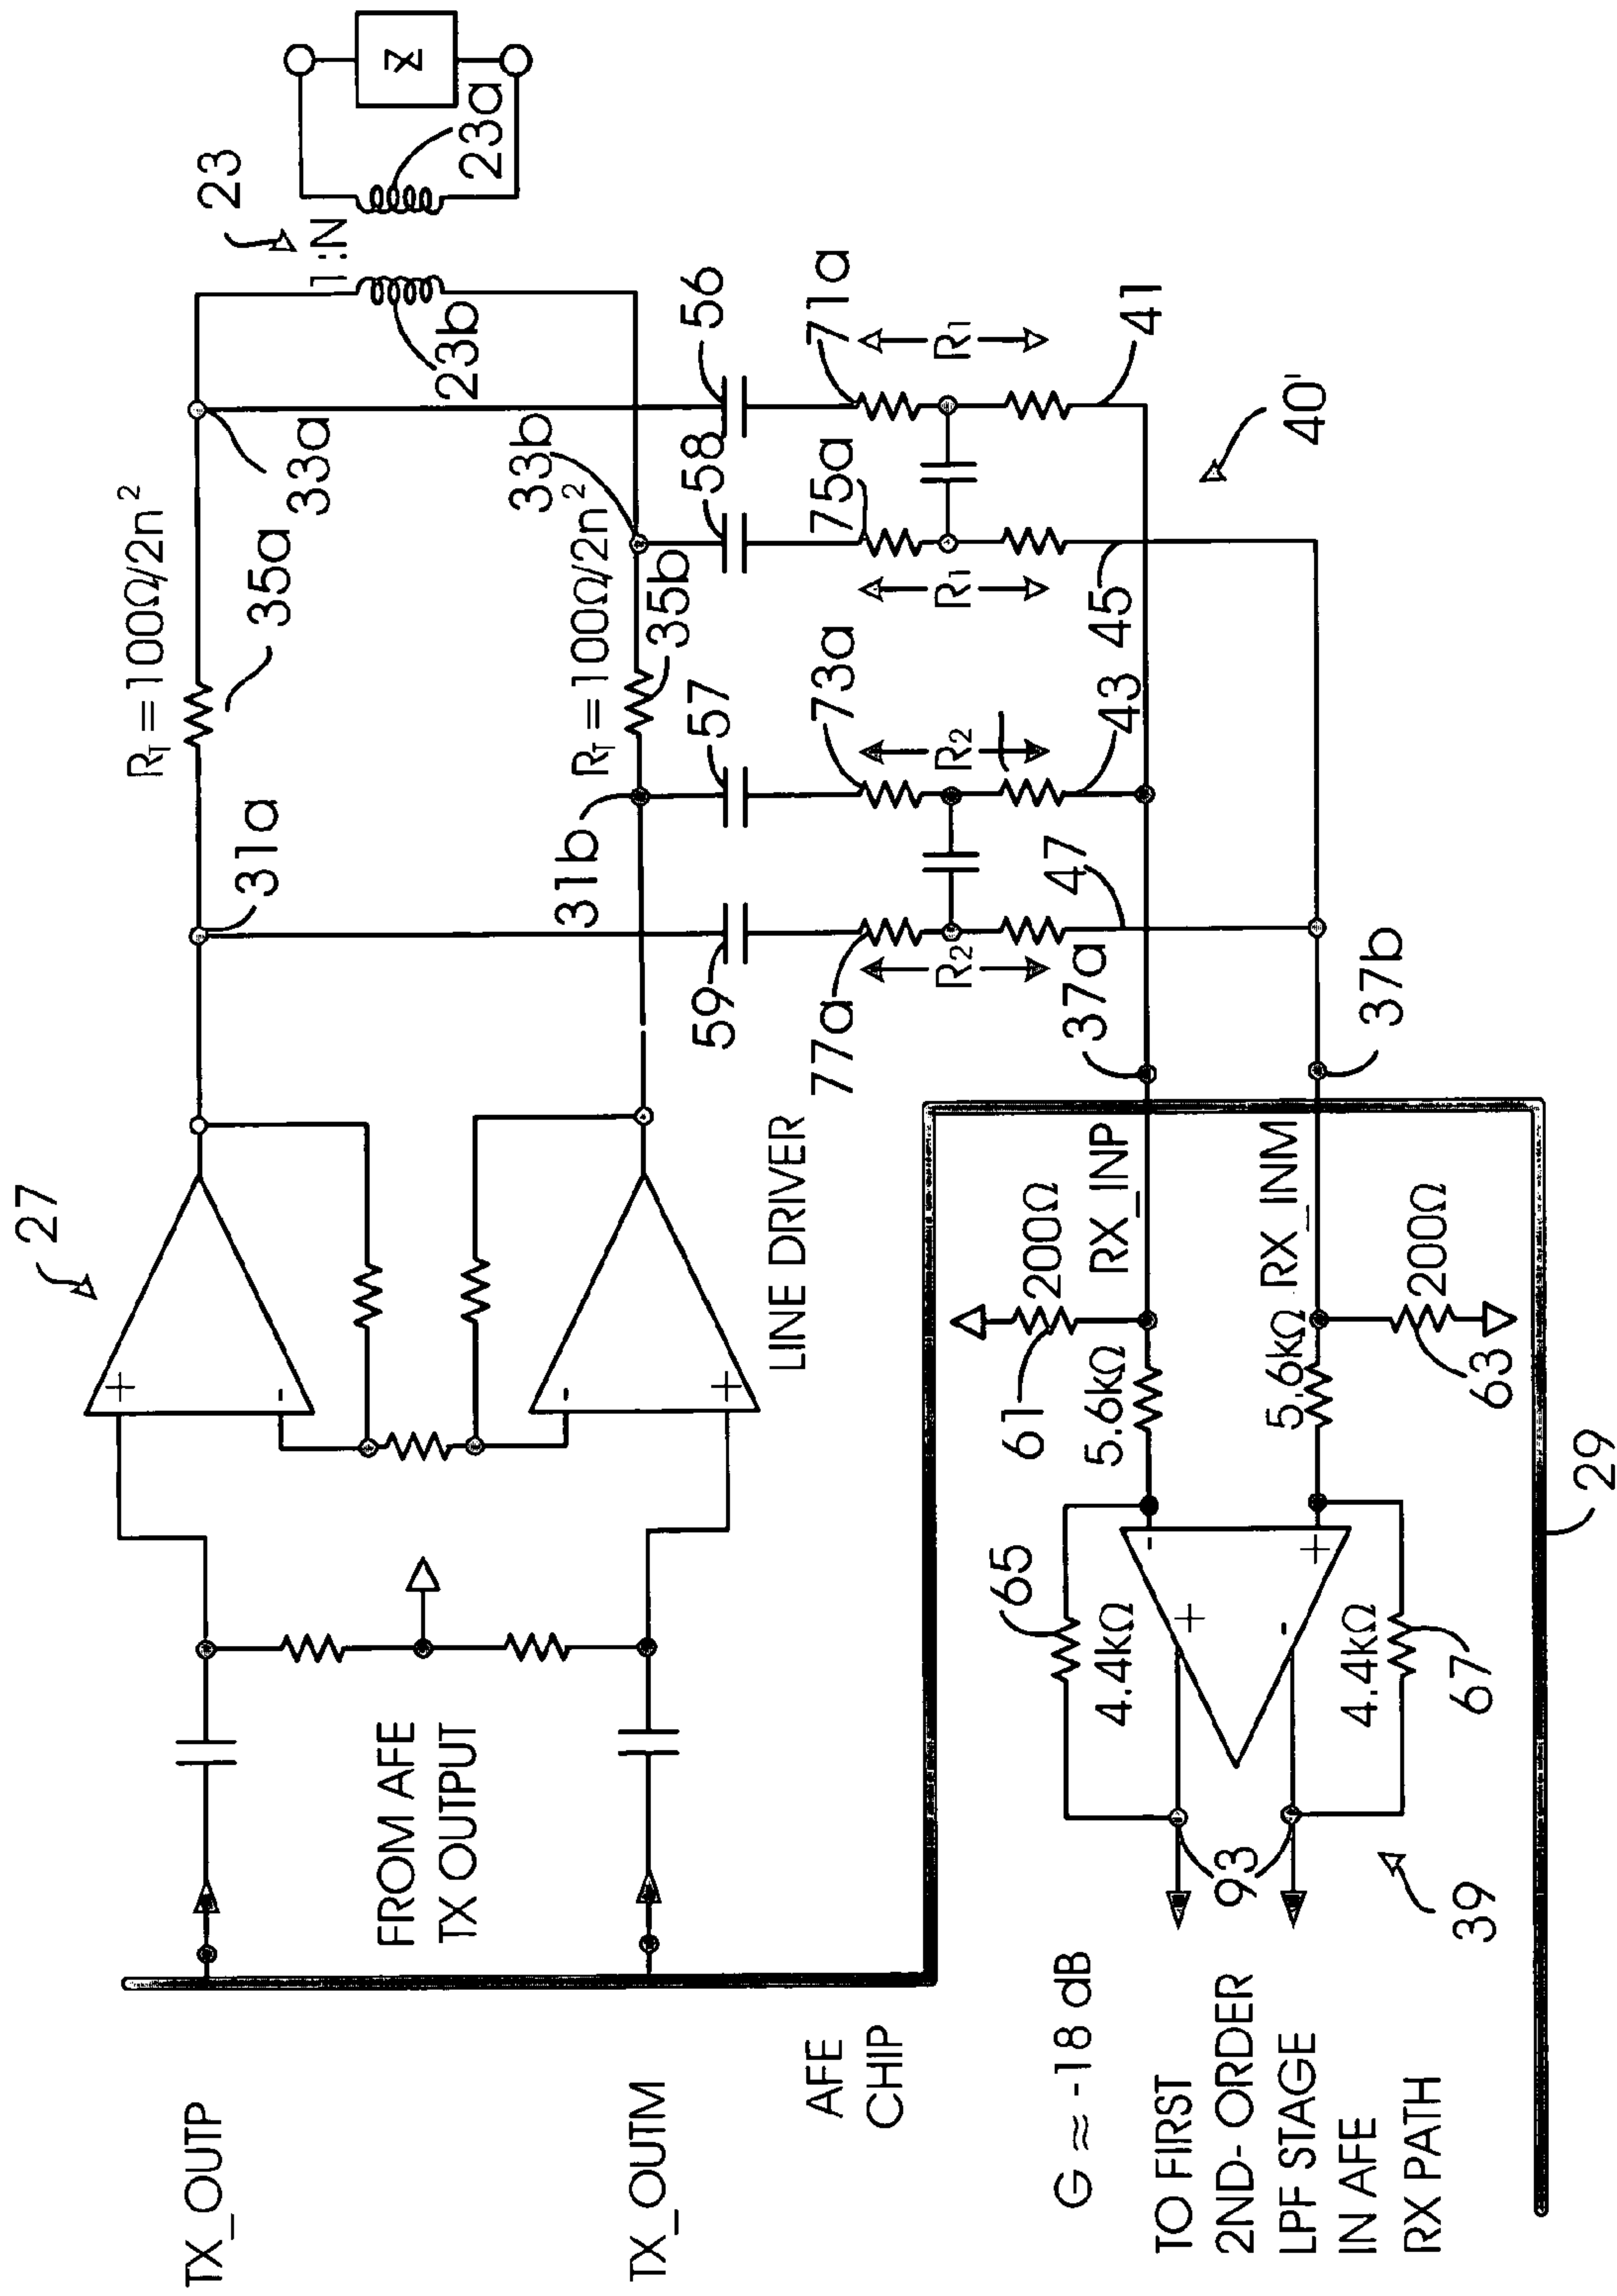 27
31a
R_T = 100Ω/2n²
35a
33a
23
1:N
23b
23a
Z
31b
R_T = 100Ω/2n²
35b
33b
+
-
-
+
LINE DRIVER
FROM AFE
TX OUTPUT
TX_OUTP
TX_OUTM
59
57
58
56
77a
73a
75a
71a
R2
R2
R1
R1
47
43
45
41
40'
37a
37b
AFE
CHIP
61
200Ω
RX_INP
5.6kΩ
RX_INM
5.6kΩ
200Ω
63
65
4.4kΩ
-
+
+
-
4.4kΩ
67
93
39
29
G ≈ -18 dB
TO FIRST
2ND- ORDER
LPF STAGE
IN AFE
RX PATH